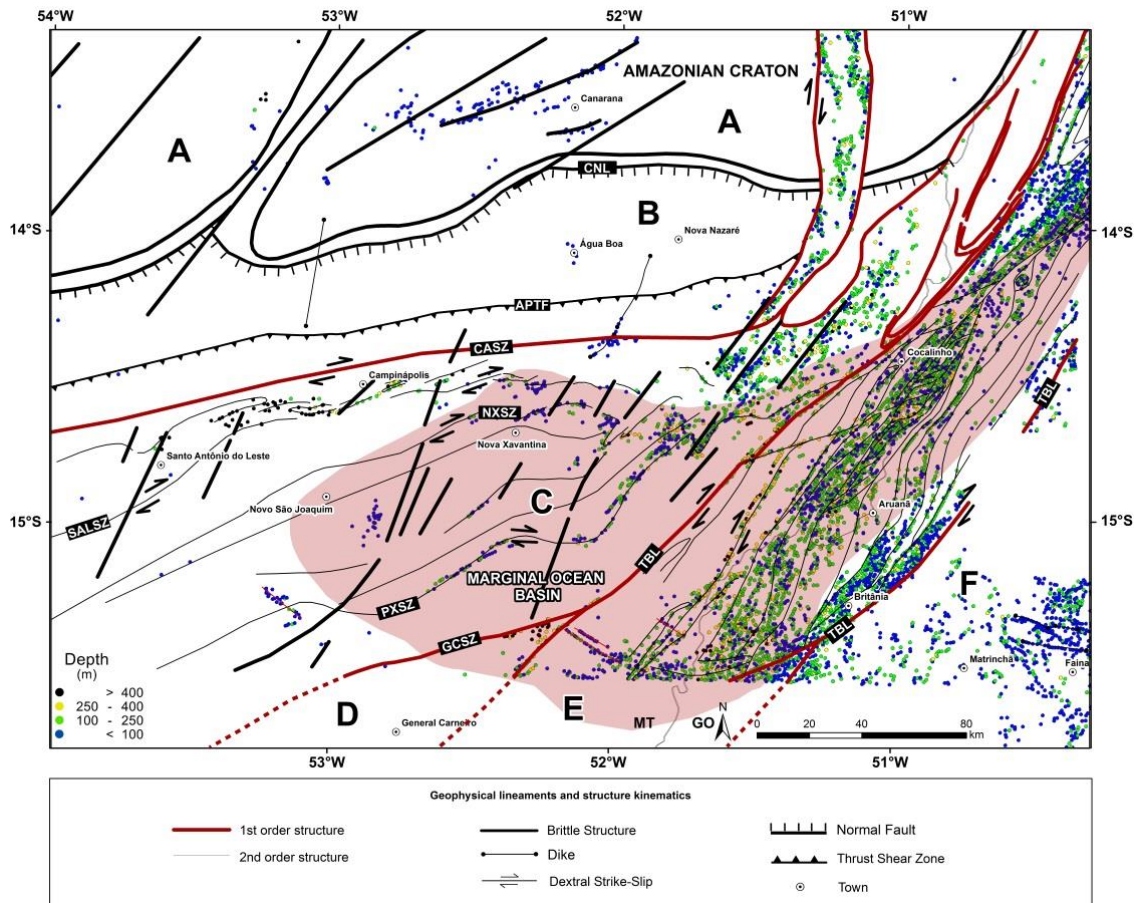 54°W 53°W 52°W 51°W
AMAZONIAN CRATON
Canarana
A
A
CNL
B
14°S
14°S
Água Boa
Nova Nazaré
APTF
CASZ
Cocalinho
Campinápolis
TBL
NXSZ
Nova Xavantina
Santo Antônio do Leste
C
Novo São Joaquim
Aruanã
15°S
15°S
SALSZ
TBL
MARGINAL OCEAN
BASIN
F
PXSZ
Britânia
GCSZ
TBL
Matrinchã
Faina
Depth
(m)
> 400
250 - 400
100 - 250
< 100
D
E
General Carneiro
MT
GO
N
0 20 40 80
km
53°W 52°W 51°W
Geophysical lineaments and structure kinematics
1st order structure
Brittle Structure
Normal Fault
2nd order structure
Dike
Thrust Shear Zone
Dextral Strike-Slip
Town